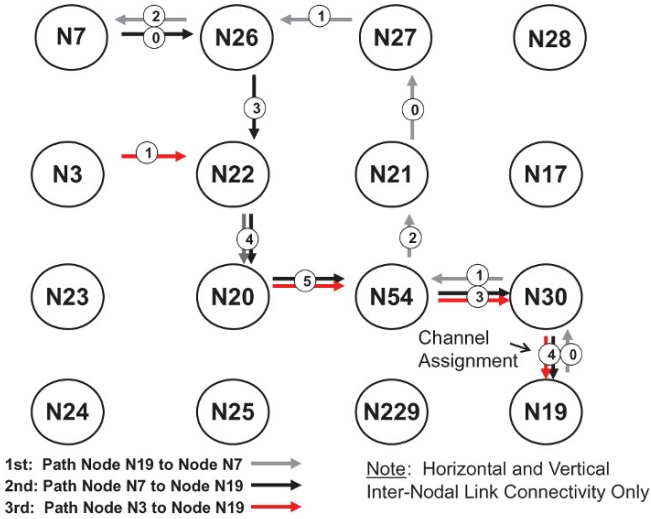 2
1
N7
0
N26
N27
N28
3
0
N3
1
N22
N21
N17
4
2
N23
N20
5
N54
1
3
N30
Channel
Assignment
4
0
N24
N25
N229
N19
1st: Path Node N19 to Node N7
2nd: Path Node N7 to Node N19
3rd: Path Node N3 to Node N19
Note: Horizontal and Vertical
Inter-Nodal Link Connectivity Only